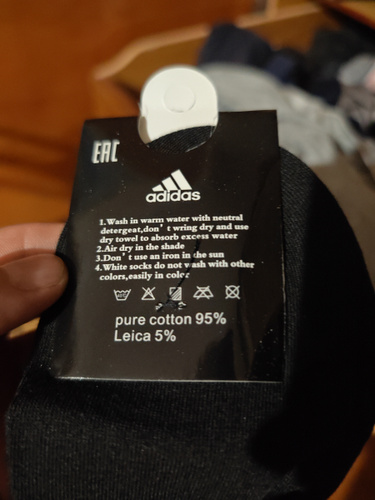 EAC
adidas
1.Wash in warm water with neutral
detergeat,don't wring dry and use
dry towel to absorb excess water
2.Air dry in the shade
3.Don't use an iron in the sun
4.White socks do not wash with other
colors,easily in color
pure cotton 95%
Leica 5%